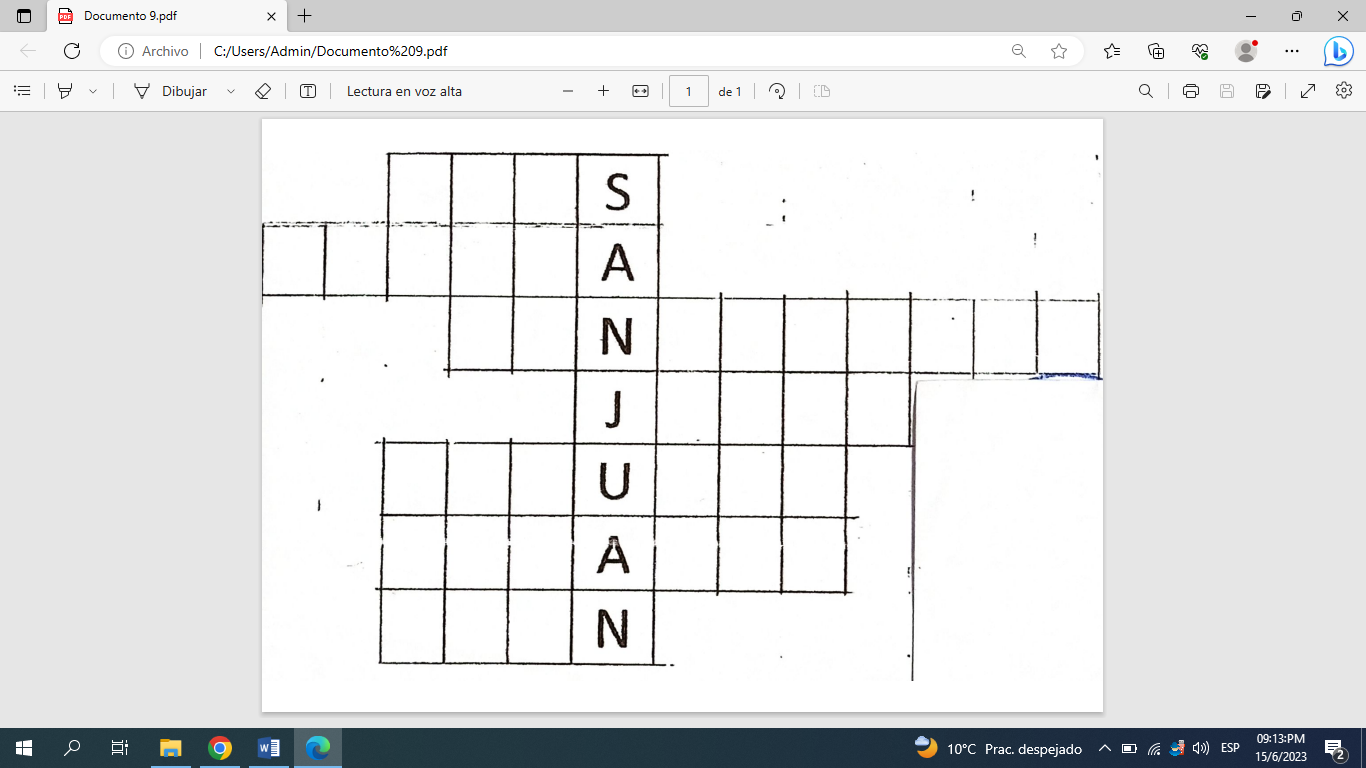 Documento 9.pdf
Archivo C:/Users/Admin/Documento%209.pdf
Dibujar Lectura en voz alta 1 de 1
S
A
N
J
U
A
N
10°C Prac. despejado ESP 09:13:PM
15/6/2023 2